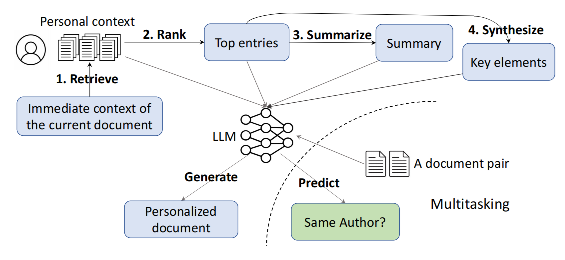 Personal context
2. Rank
Top entries
3. Summarize
Summary
4. Synthesize
Key elements
1. Retrieve
Immediate context of
the current document
LLM
A document pair
Generate
Predict
Multitasking
Personalized
document
Same Author?